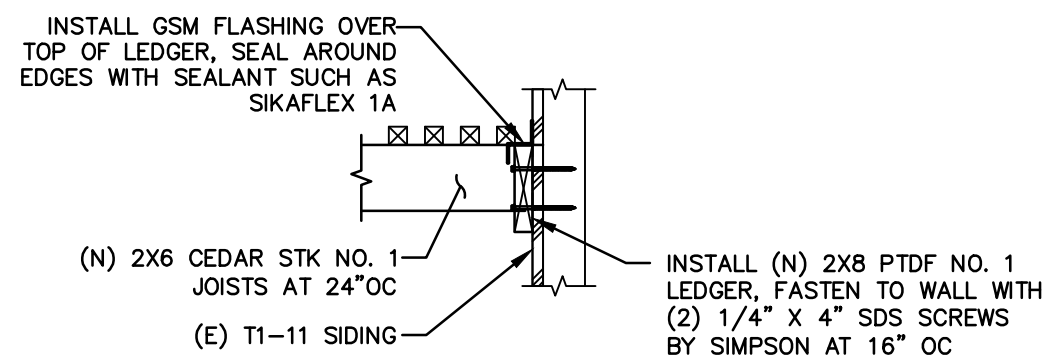 INSTALL GSM FLASHING OVER
TOP OF LEDGER, SEAL AROUND
EDGES WITH SEALANT SUCH AS
SIKAFLEX 1A
(N) 2X6 CEDAR STK NO. 1
JOISTS AT 24"OC
(E) T1-11 SIDING
INSTALL (N) 2X8 PTDF NO. 1
LEDGER, FASTEN TO WALL WITH
(2) 1/4" X 4" SDS SCREWS
BY SIMPSON AT 16" OC